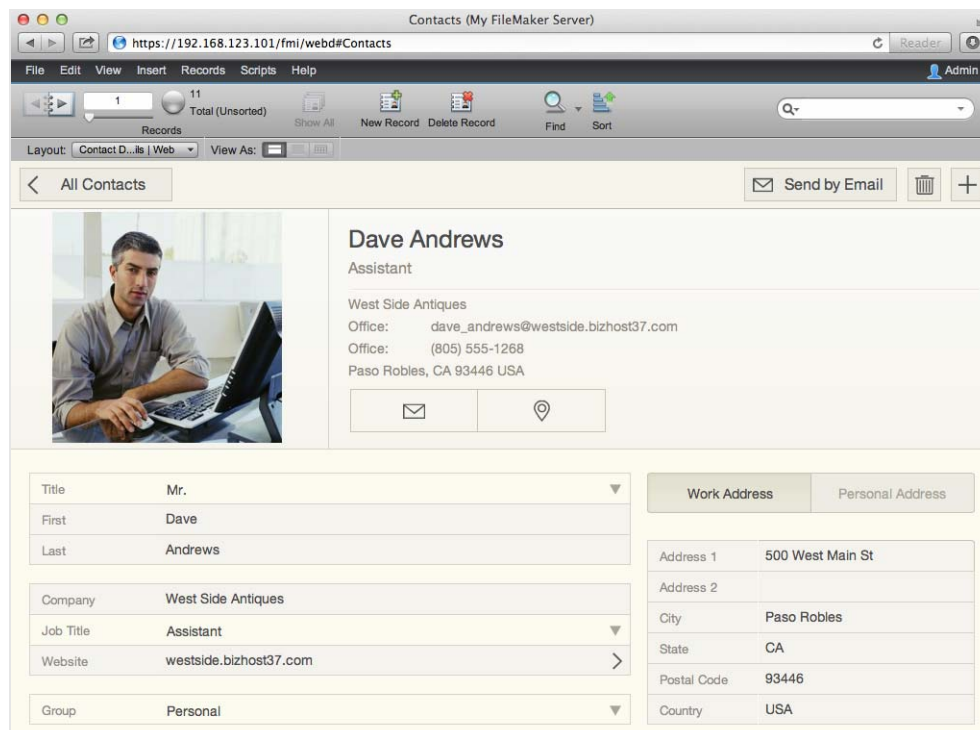 Contacts (My FileMaker Server)
https://192.168.123.101/fmi/webd#Contacts
Reader
File Edit View Insert Records Scripts Help
Admin
1
11
Total (Unsorted)
Records
Show All
New Record
Delete Record
Find
Sort
Layout: Contact D...ils | Web
View As:
All Contacts
Send by Email
Dave Andrews
Assistant
West Side Antiques
Office: dave_andrews@westside.bizhost37.com
Office: (805) 555-1268
Paso Robles, CA 93446 USA
Title Mr.
First Dave
Last Andrews
Company West Side Antiques
Job Title Assistant
Website westside.bizhost37.com
Group Personal
Work Address
Personal Address
Address 1 500 West Main St
Address 2
City Paso Robles
State CA
Postal Code 93446
Country USA